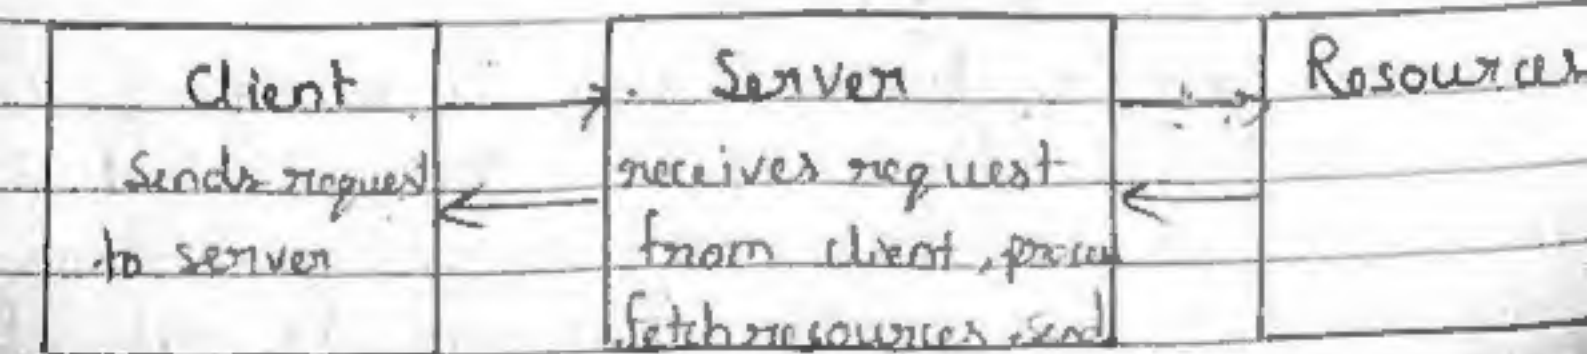 Client
Sends request
to server
Server
receives request
from client,
fetch resources, send
Resources